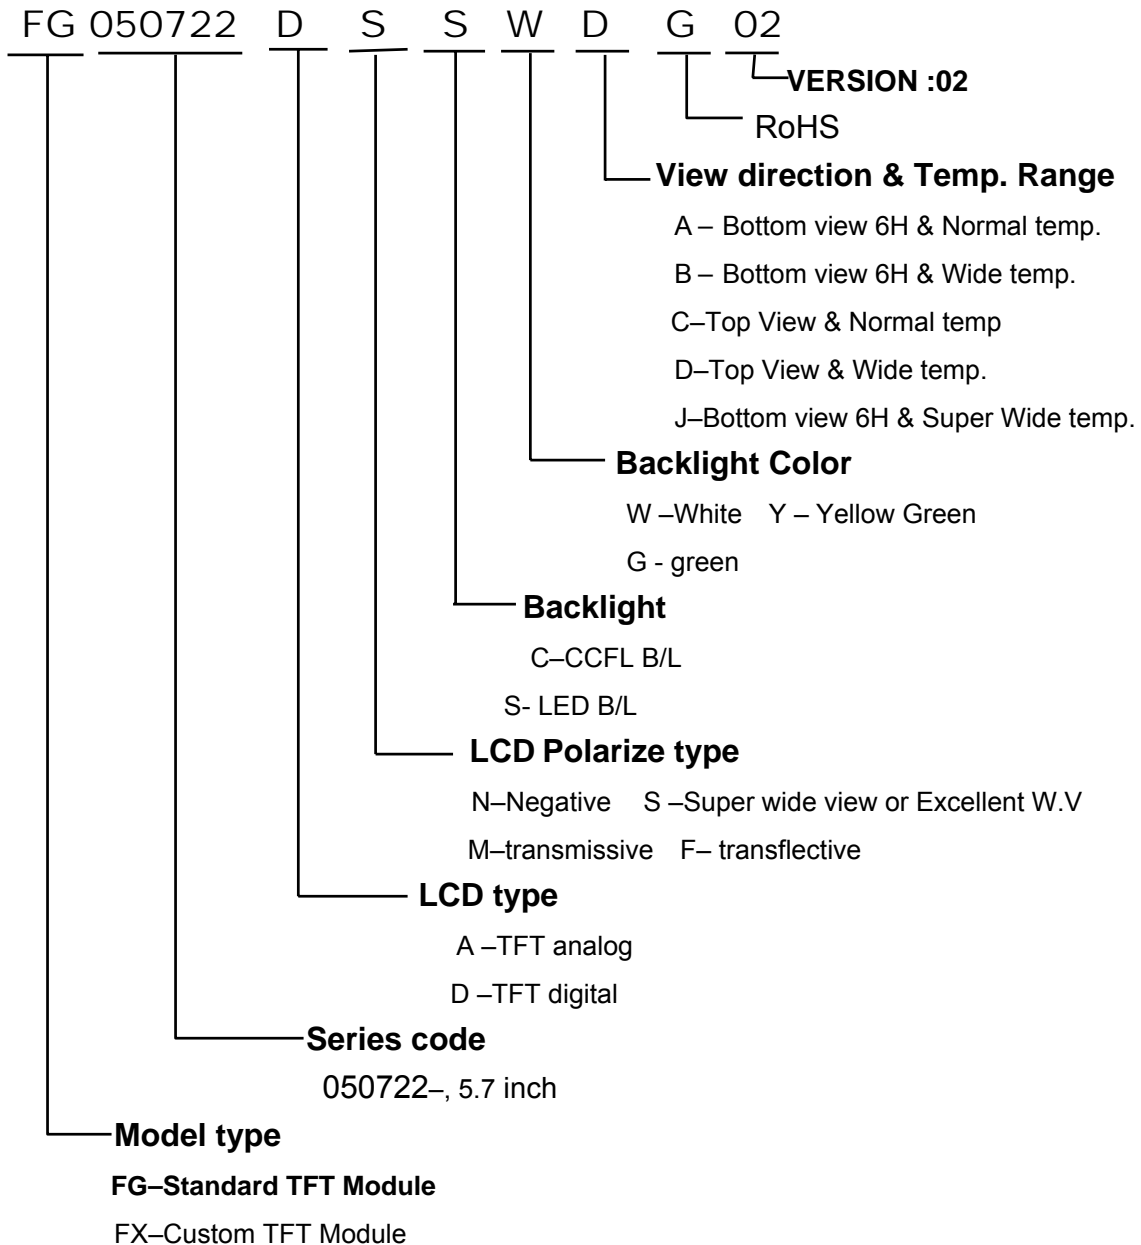 FG 050722 D S S W D G 02
VERSION :02
RoHS
View direction & Temp. Range
A – Bottom view 6H & Normal temp.
B – Bottom view 6H & Wide temp.
C–Top View & Normal temp
D–Top View & Wide temp.
J–Bottom view 6H & Super Wide temp.
Backlight Color
W –White Y – Yellow Green
G - green
Backlight
C–CCFL B/L
S- LED B/L
LCD Polarize type
N–Negative S –Super wide view or Excellent W.V
M–transmissive F– transflective
LCD type
A –TFT analog
D –TFT digital
Series code
050722–, 5.7 inch
Model type
FG–Standard TFT Module
FX–Custom TFT Module